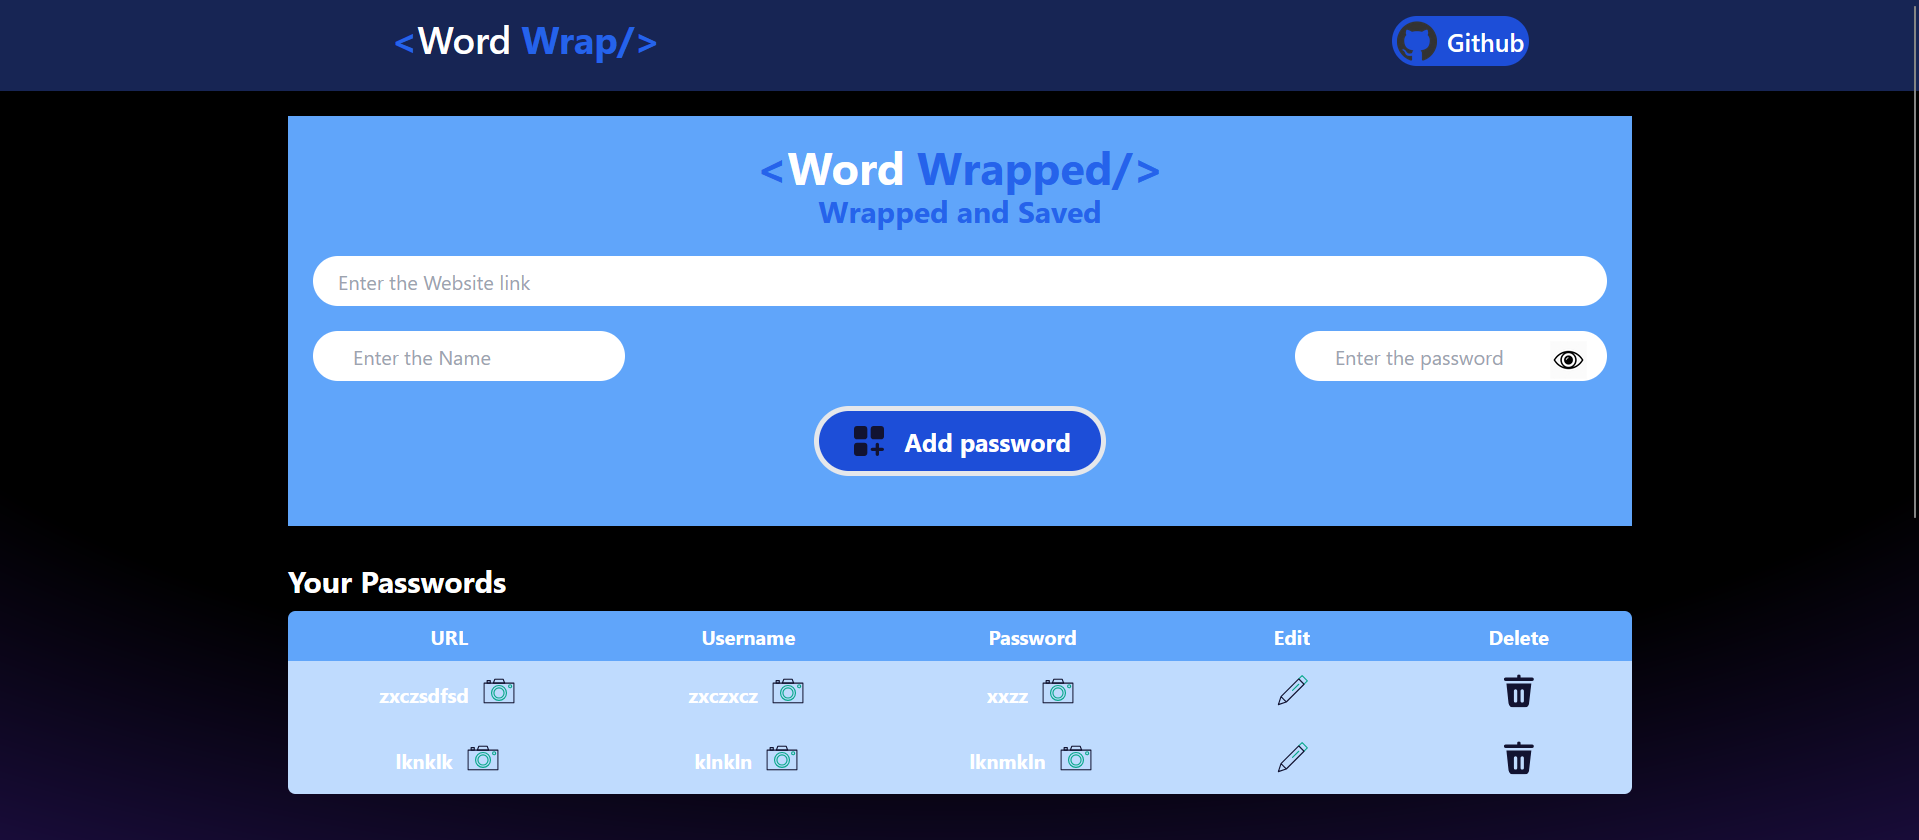 <Word Wrap/>
Github
<Word Wrapped/>
Wrapped and Saved
Enter the Website link
Enter the Name
Enter the password
Add password
Your Passwords
URL Username Password Edit Delete
zxczsdfsd zxczxcz xxzz
lknklk klnkln lknmkln